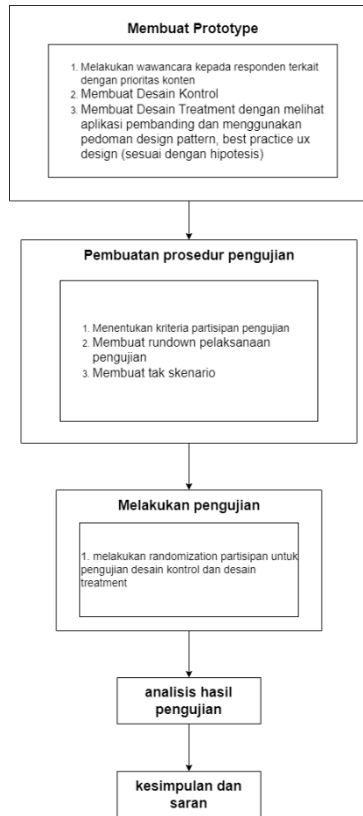 Membuat Prototype
1. Melakukan wawancara kepada responden terkait
dengan prioritas konten
2. Membuat Desain Kontrol
3. Membuat Desain Treatment dengan melihat
aplikasi pembanding dan menggunakan
pedoman design pattern, best practice ux
design (sesuai dengan hipotesis)
Pembuatan prosedur pengujian
1. Menentukan kriteria partisipan pengujian
2. Membuat rundown pelaksanaan
pengujian
3. Membuat tak skenario
Melakukan pengujian
1. melakukan randomization partisipan untuk
pengujian desain kontrol dan desain
treatment
analisis hasil
pengujian
kesimpulan dan
saran